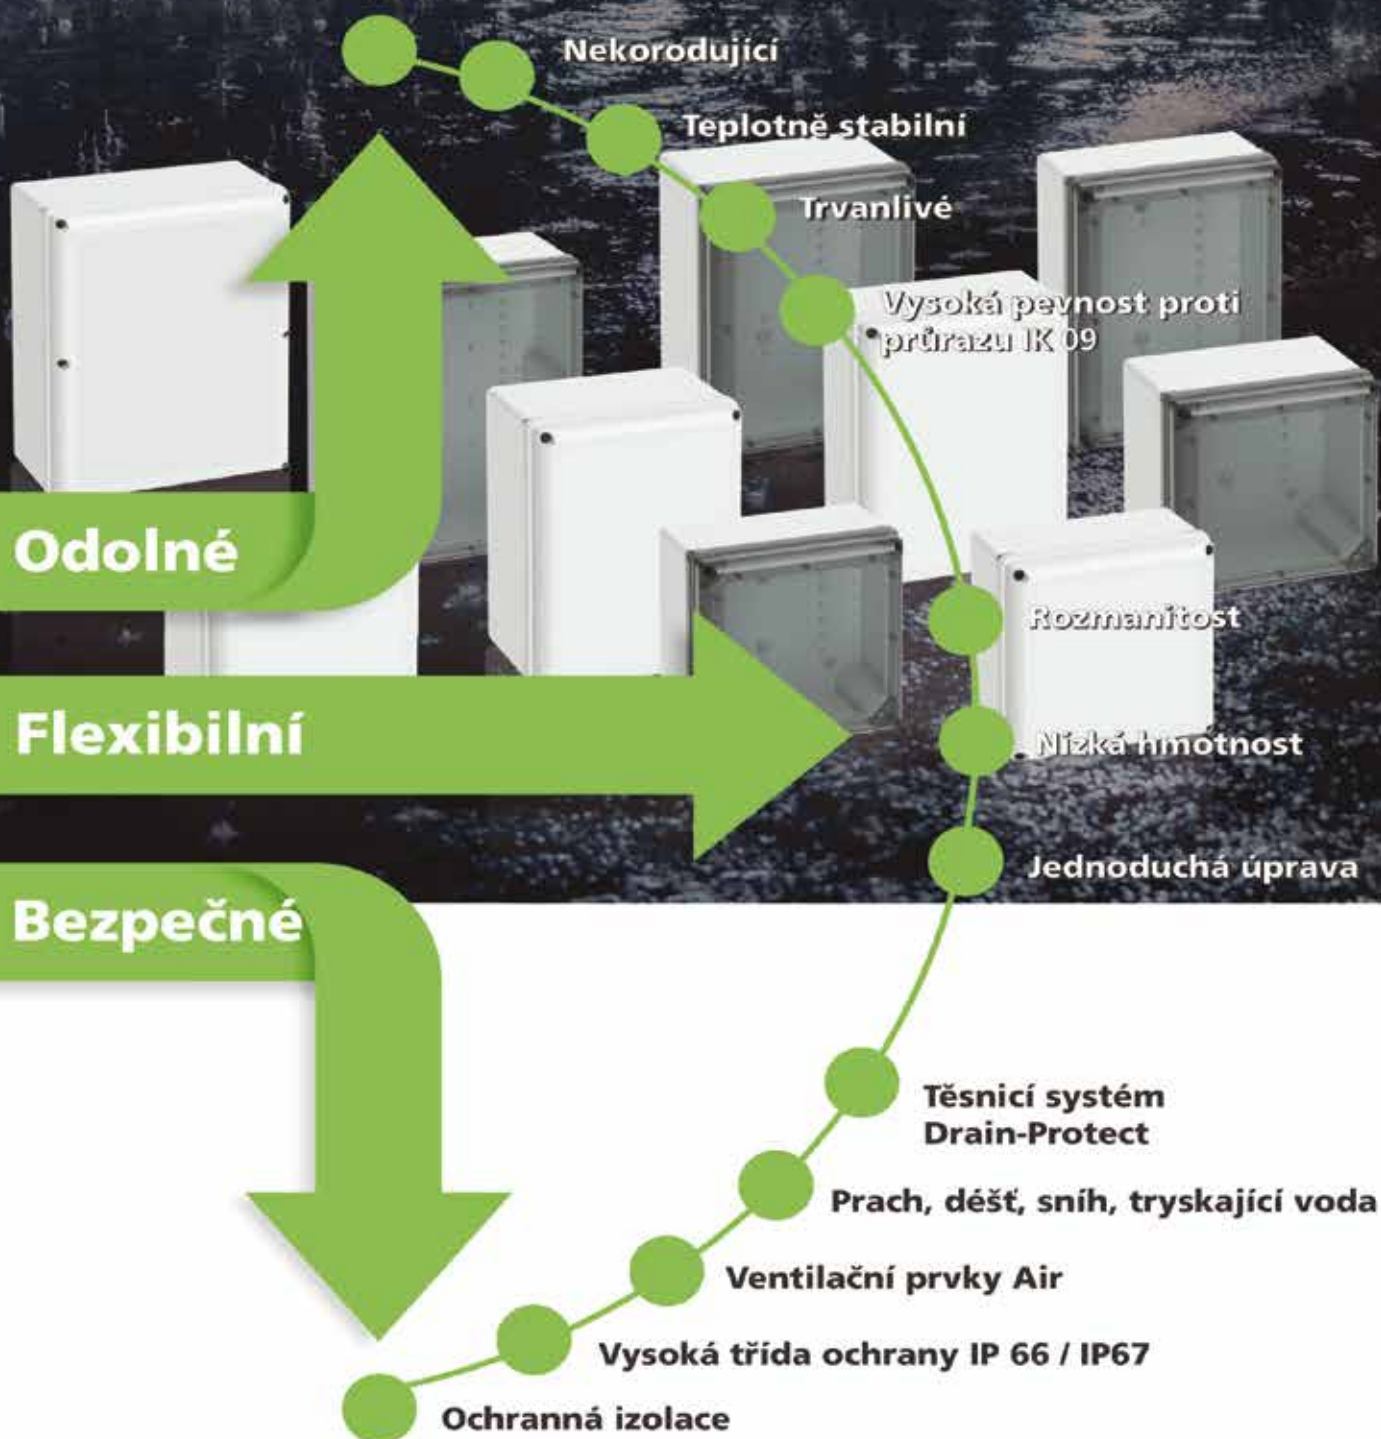 Nekorodující
Teplotně stabilní
Trvanlivé
Vysoká pevnost proti
průrazu IK 09
Odolné
Rozmanitost
Flexibilní
Nízká hmotnost
Jednoduchá úprava
Bezpečné
Těsnicí systém
Drain-Protect
Prach, déšť, sníh, tryskající voda
Ventilační prvky Air
Vysoká třída ochrany IP 66 / IP67
Ochranná izolace